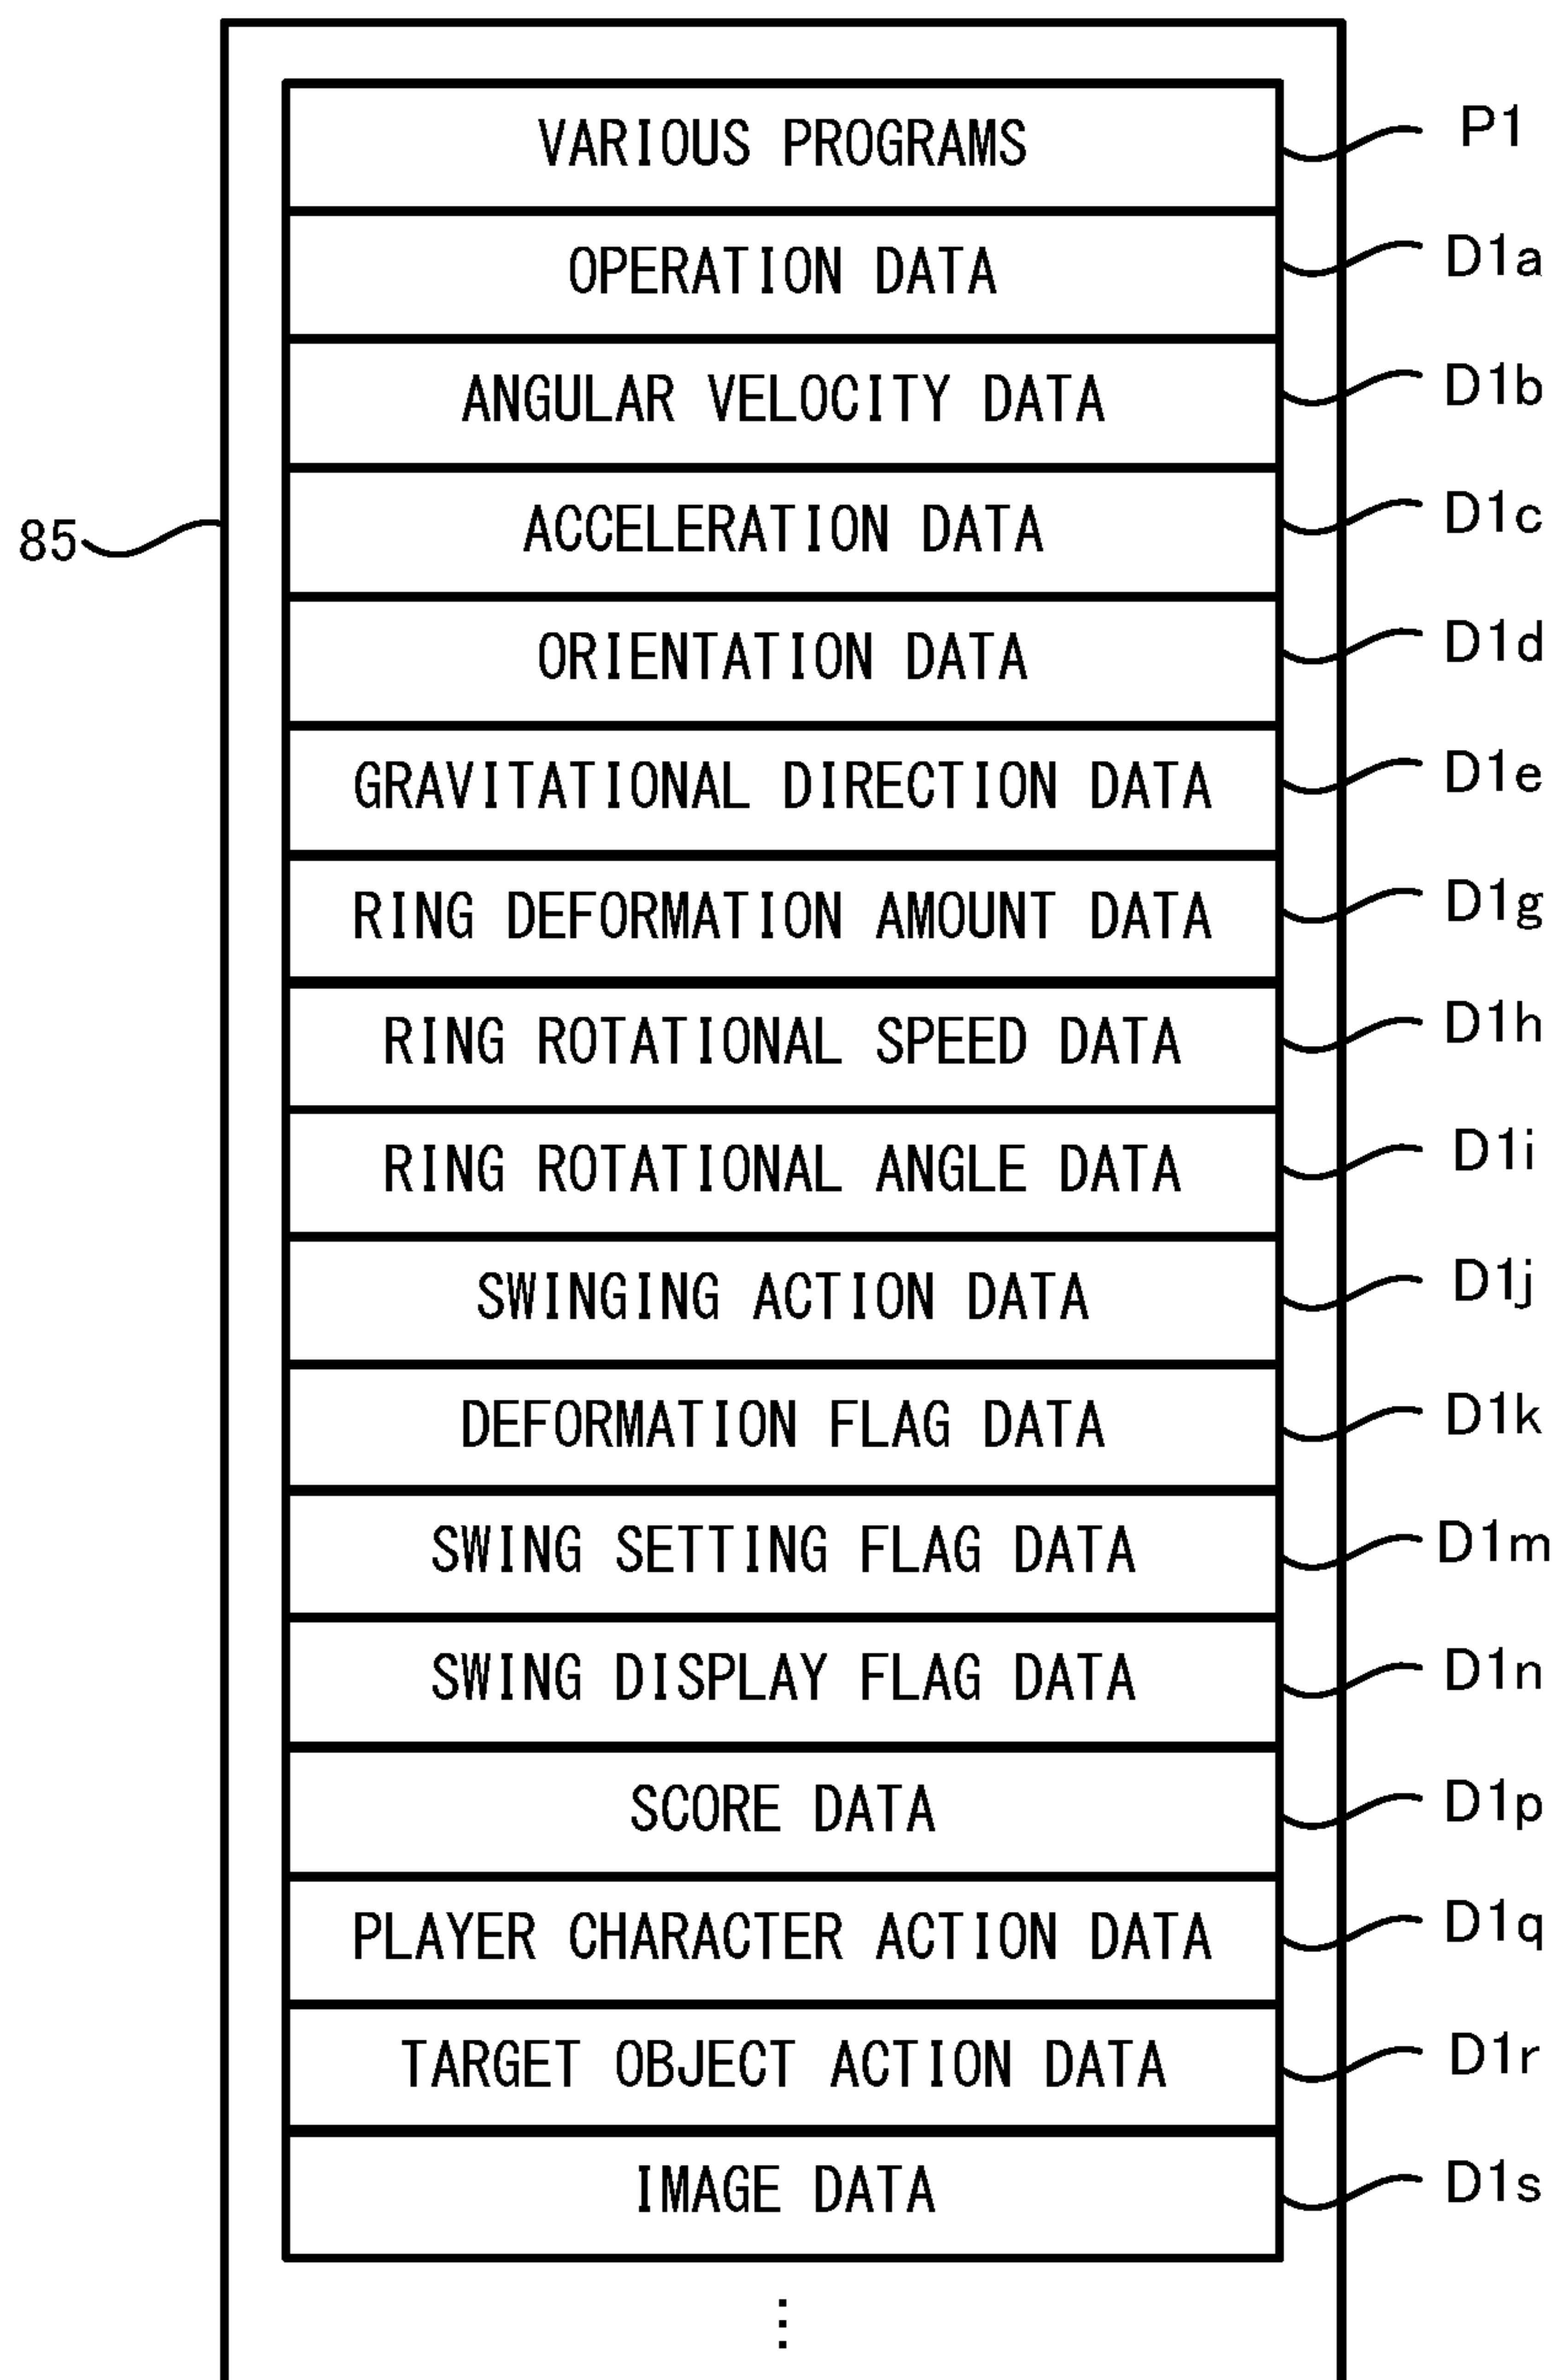 VARIOUS PROGRAMS P1
OPERATION DATA D1a
ANGULAR VELOCITY DATA D1b
ACCELERATION DATA D1c
85
ORIENTATION DATA D1d
GRAVITATIONAL DIRECTION DATA D1e
RING DEFORMATION AMOUNT DATA D1g
RING ROTATIONAL SPEED DATA D1h
RING ROTATIONAL ANGLE DATA D1i
SWINGING ACTION DATA D1j
DEFORMATION FLAG DATA D1k
SWING SETTING FLAG DATA D1m
SWING DISPLAY FLAG DATA D1n
SCORE DATA D1p
PLAYER CHARACTER ACTION DATA D1q
TARGET OBJECT ACTION DATA D1r
IMAGE DATA D1s
⋮